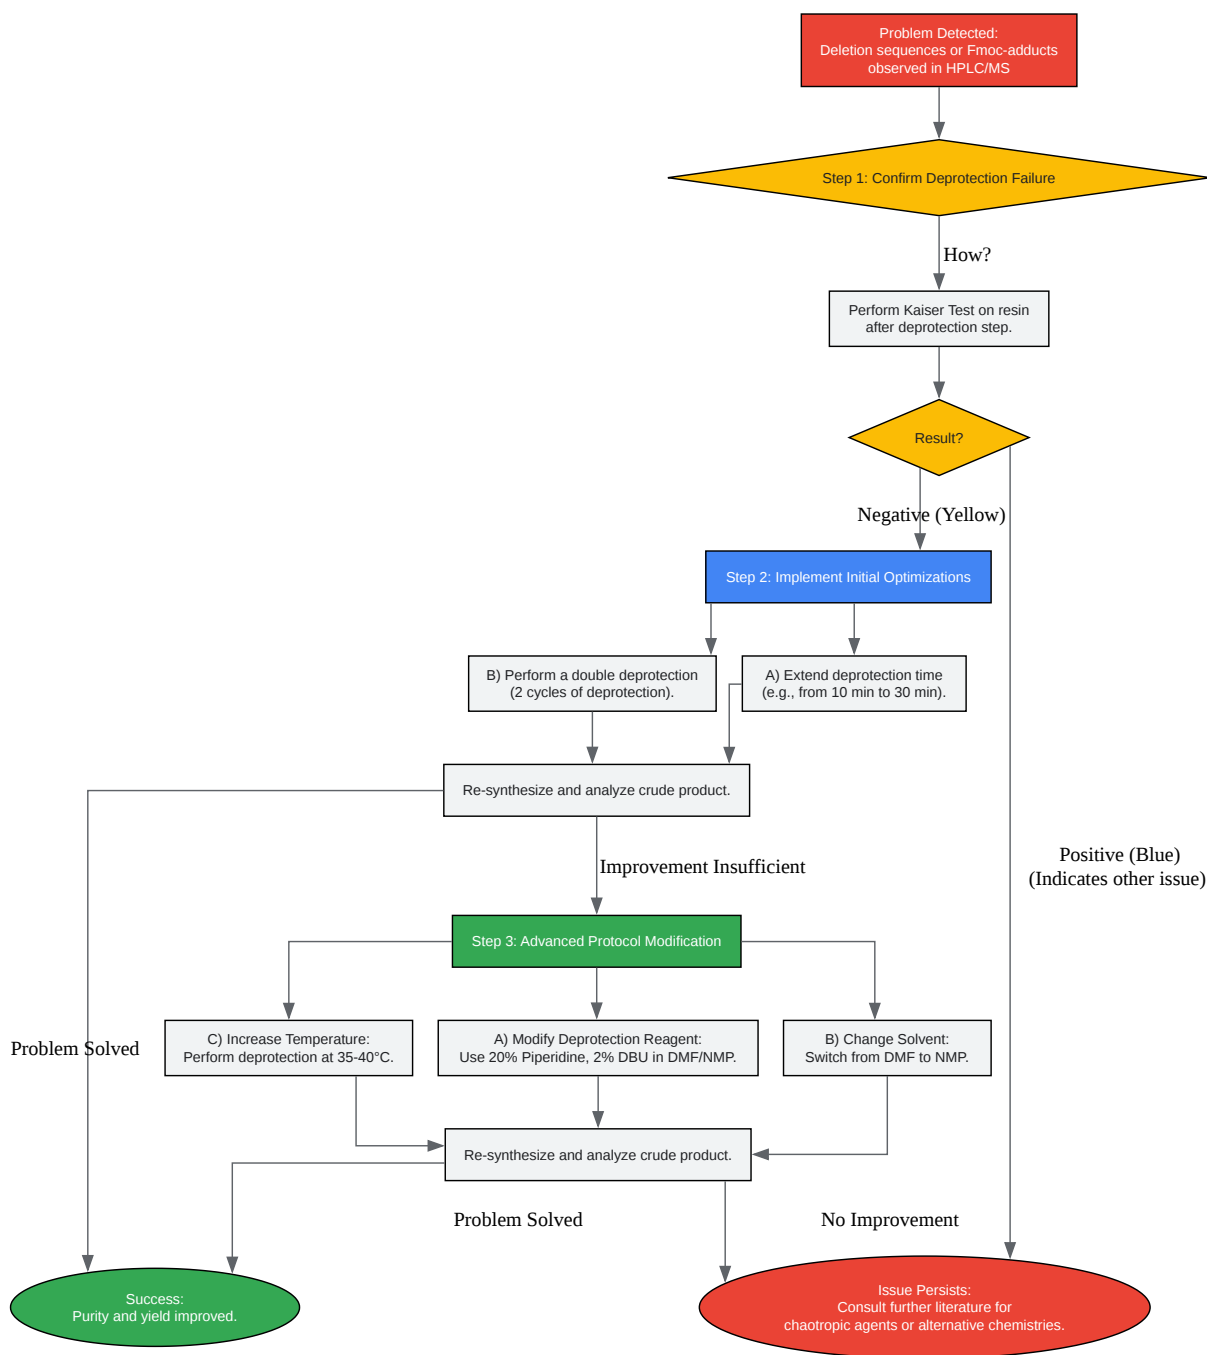 Problem Detected:
Deletion sequences or Fmoc-adducts
observed in HPLC/MS
Step 1: Confirm Deprotection Failure
How?
Perform Kaiser Test on resin
after deprotection step.
Result?
Negative (Yellow)
Step 2: Implement Initial Optimizations
B) Perform a double deprotection
(2 cycles of deprotection).
A) Extend deprotection time
(e.g., from 10 min to 30 min).
Re-synthesize and analyze crude product.
Positive (Blue)
(Indicates other issue)
Improvement Insufficient
Step 3: Advanced Protocol Modification
Problem Solved
C) Increase Temperature:
Perform deprotection at 35-40°C.
A) Modify Deprotection Reagent:
Use 20% Piperidine, 2% DBU in DMF/NMP.
B) Change Solvent:
Switch from DMF to NMP.
Re-synthesize and analyze crude product.
Problem Solved
No Improvement
Success:
Purity and yield improved.
Issue Persists:
Consult further literature for
chaotropic agents or alternative chemistries.